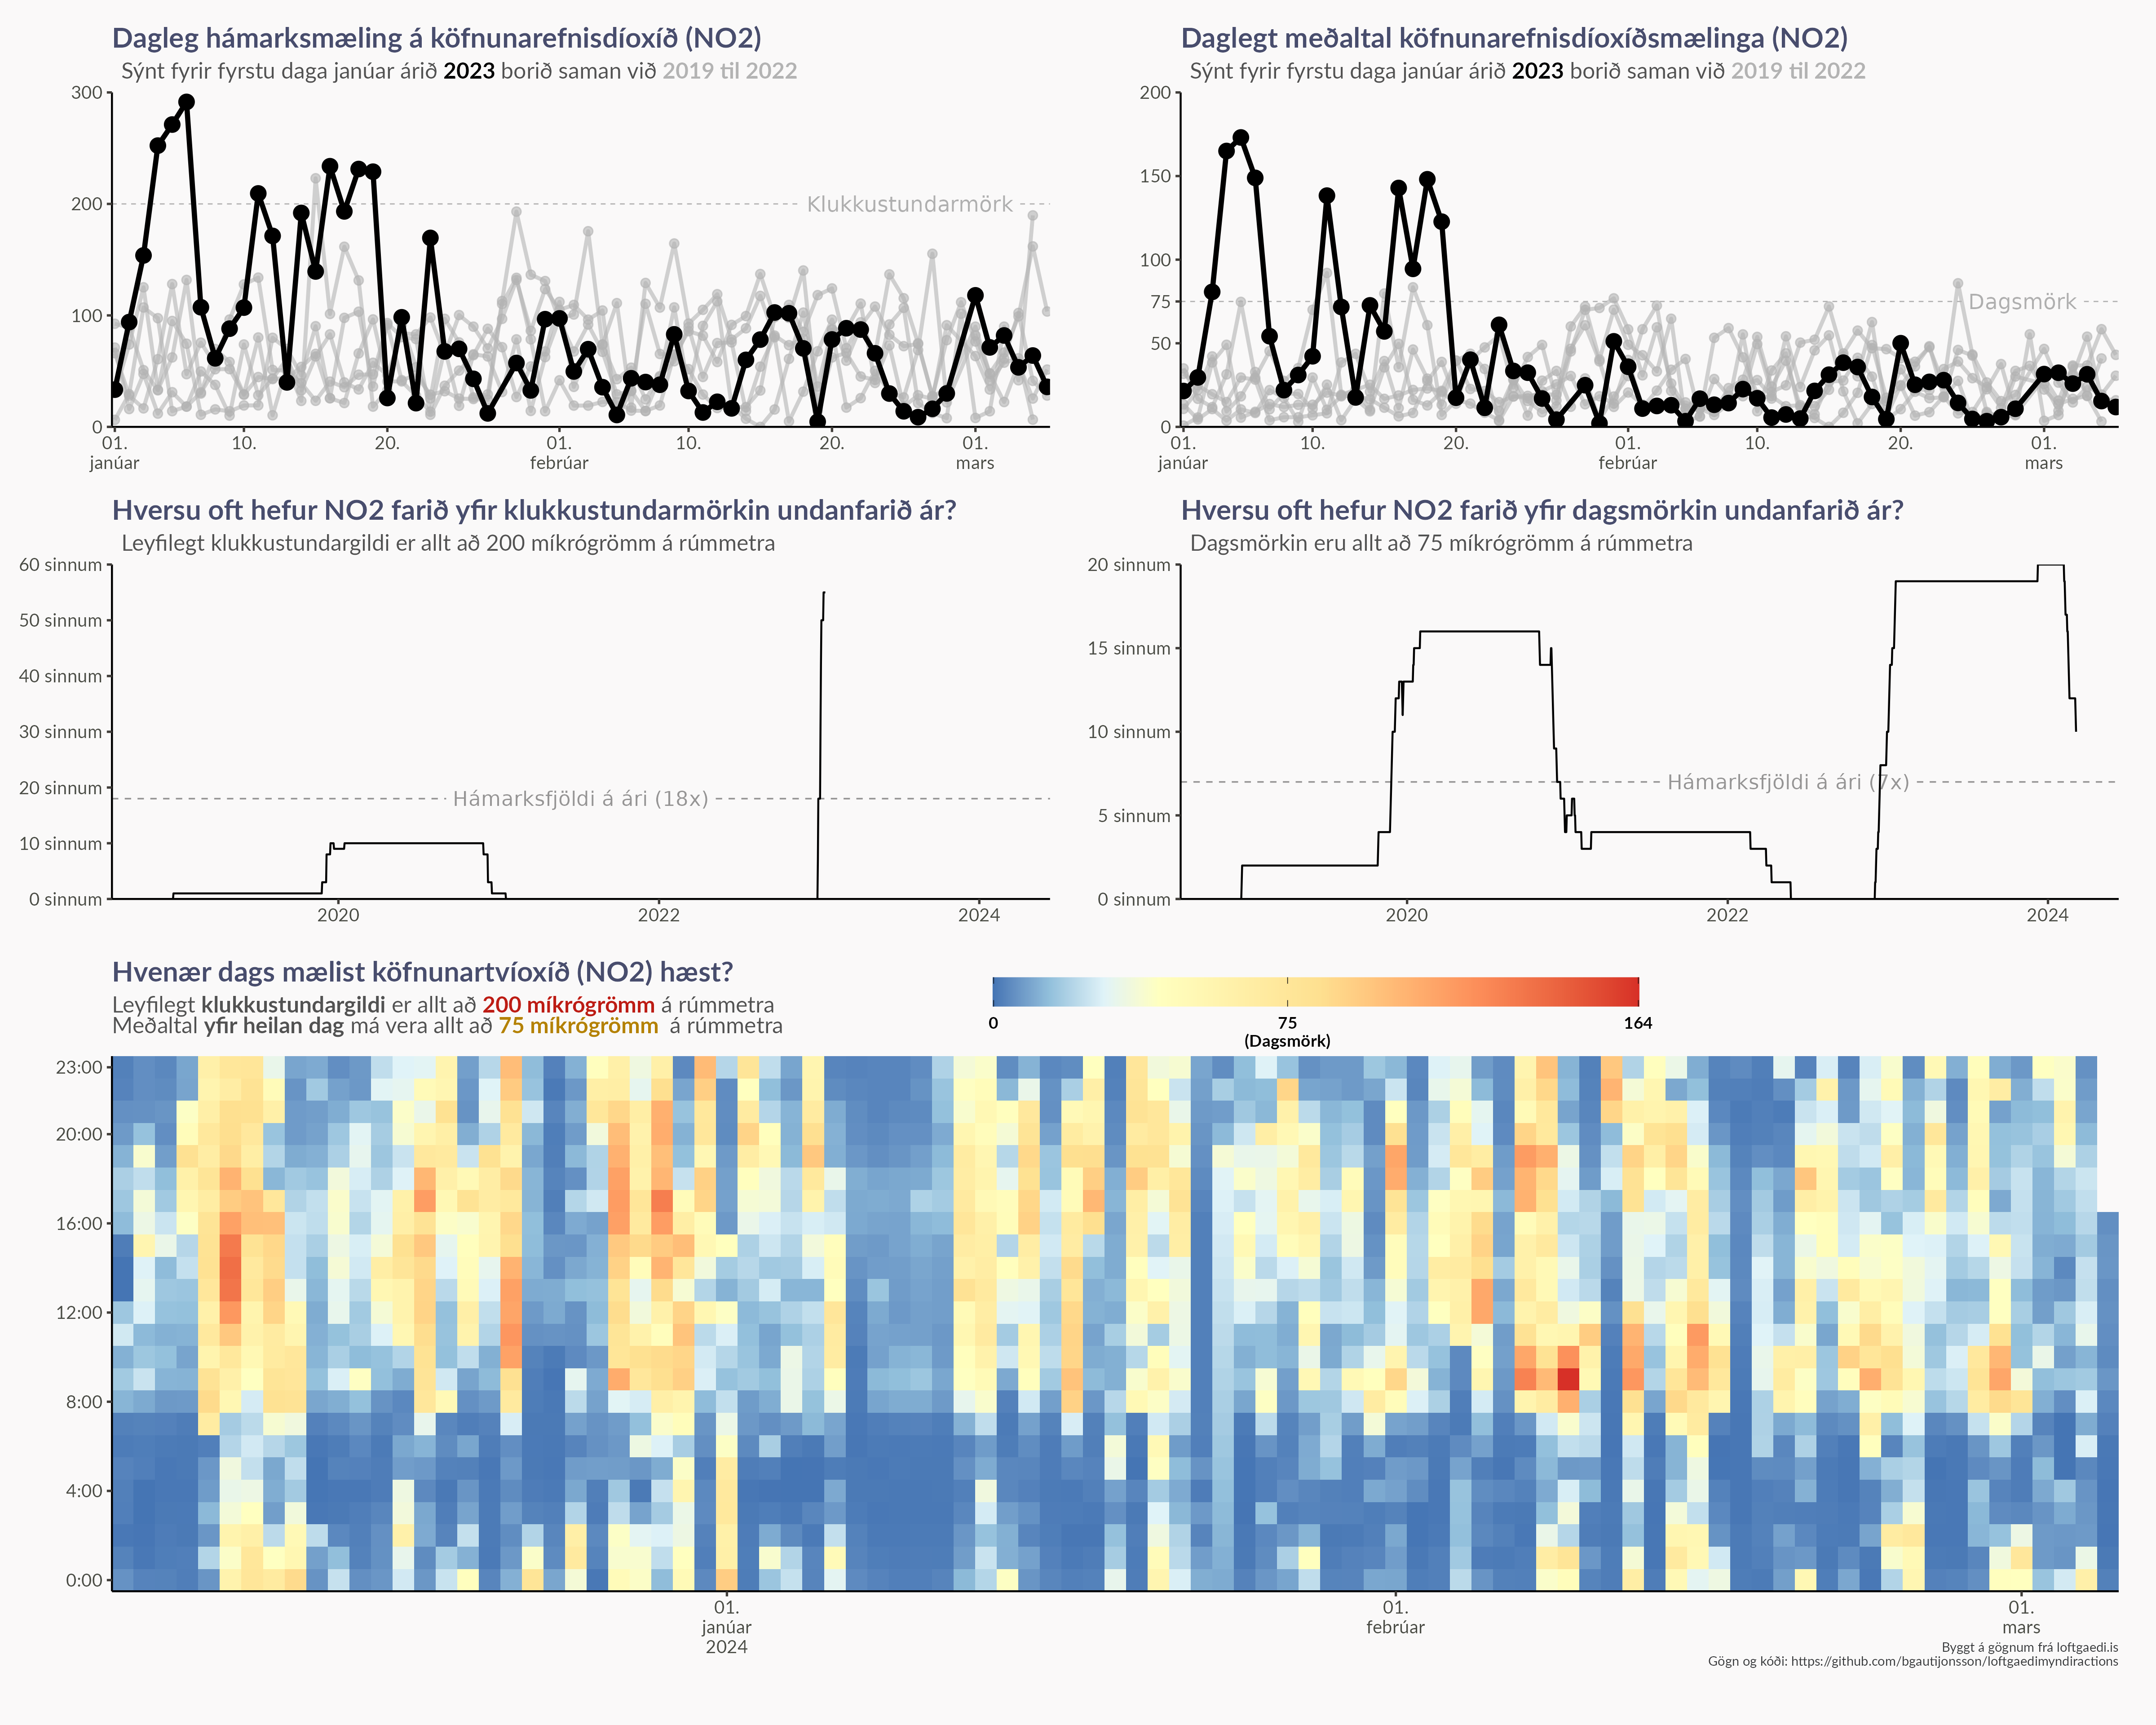 Dagleg hámarksmæling á köfnunarefnisdíoxíð (NO2)
Sýnt fyrir fyrstu daga janúar árið 2023 borið saman við 2019 til 2022
300
200
100
0
Klukkustundarmörk
01. 10. 20. 01. 10. 20. 01.
janúar febrúar mars
Daglegt meðaltal köfnunarefnisdíoxíðsmælinga (NO2)
Sýnt fyrir fyrstu daga janúar árið 2023 borið saman við 2019 til 2022
200
150
100
75
50
0
Dagsmörk
01. 10. 20. 01. 10. 20. 01.
janúar febrúar mars
Hversu oft hefur NO2 farið yfir klukkustundarmörkin undanfarið ár?
Leyfilegt klukkustundargildi er allt að 200 míkrógrömm á rúmmetra
60 sinnum
50 sinnum
40 sinnum
30 sinnum
20 sinnum
10 sinnum
0 sinnum
Hámarksfjöldi á ári (18x)
2020 2022 2024
Hversu oft hefur NO2 farið yfir dagsmörkin undanfarið ár?
Dagsmörkin eru allt að 75 míkrógrömm á rúmmetra
20 sinnum
15 sinnum
10 sinnum
5 sinnum
0 sinnum
Hámarksfjöldi á ári (7x)
2020 2022 2024
Hvenær dags mælist köfnunartvíoxíð (NO2) hæst?
Leyfilegt klukkustundargildi er allt að 200 míkrógrömm á rúmmetra
Meðaltal yfir heilan dag má vera allt að 75 míkrógrömm á rúmmetra
0 75 164
(Dagsmörk)
23:00
20:00
16:00
12:00
8:00
4:00
0:00
01. 01. 01.
janúar febrúar mars
2024
Byggt á gögnum frá loftgaedi.is
Gögn og kóði: https://github.com/bgautijonsson/loftgaedimyndiractions